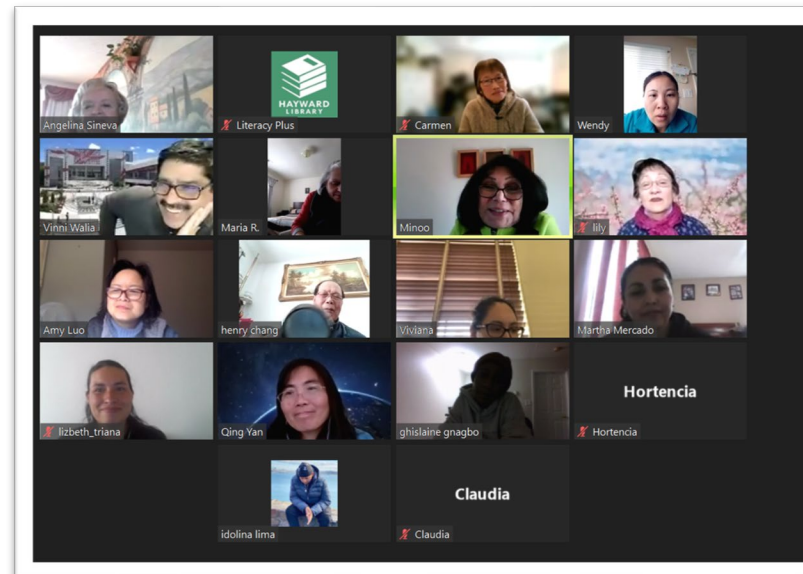 Angelina Sineva
HAYWARD
LIBRARY
Literacy Plus
Carmen
Wendy
Vinni Walia
Maria R.
Minoo
lily
Amy Luo
henry chang
Viviana
Martha Mercado
lizbeth_triana
Qing Yan
ghislaine gnagbo
Hortencia
Hortencia
idolina lima
Claudia
Claudia